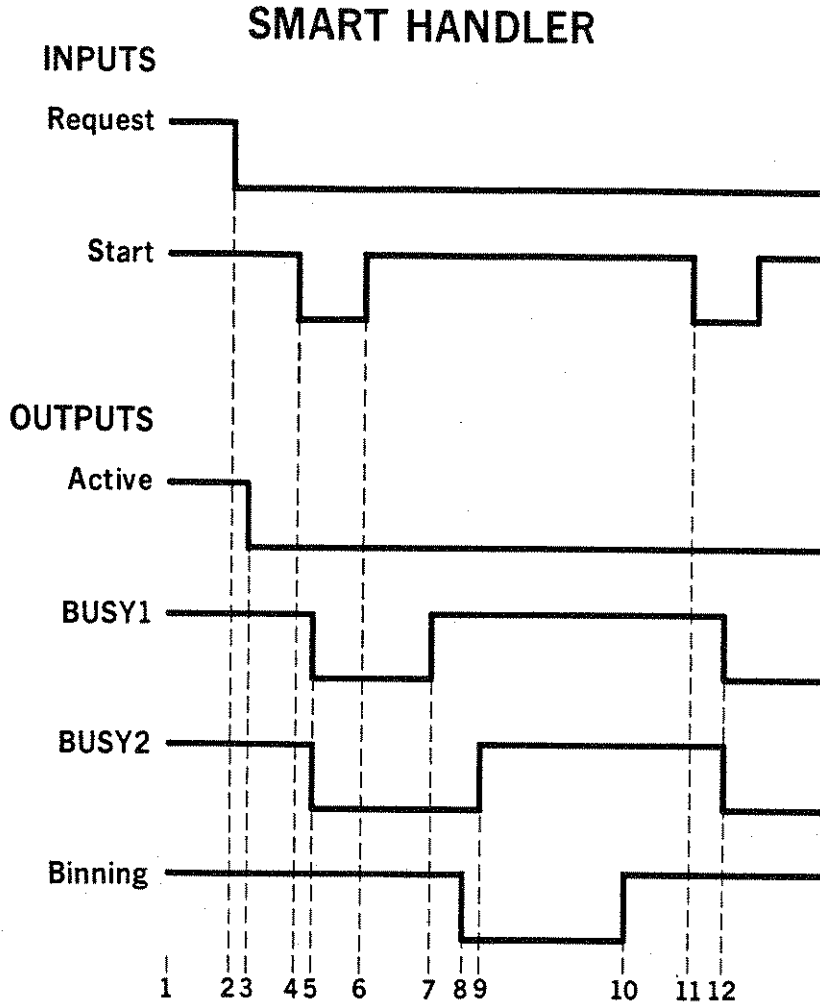 SMART HANDLER
INPUTS
Request
Start
OUTPUTS
Active
BUSY1
BUSY2
Binning
1 2 3 4 5 6 7 8 9 10 11 12